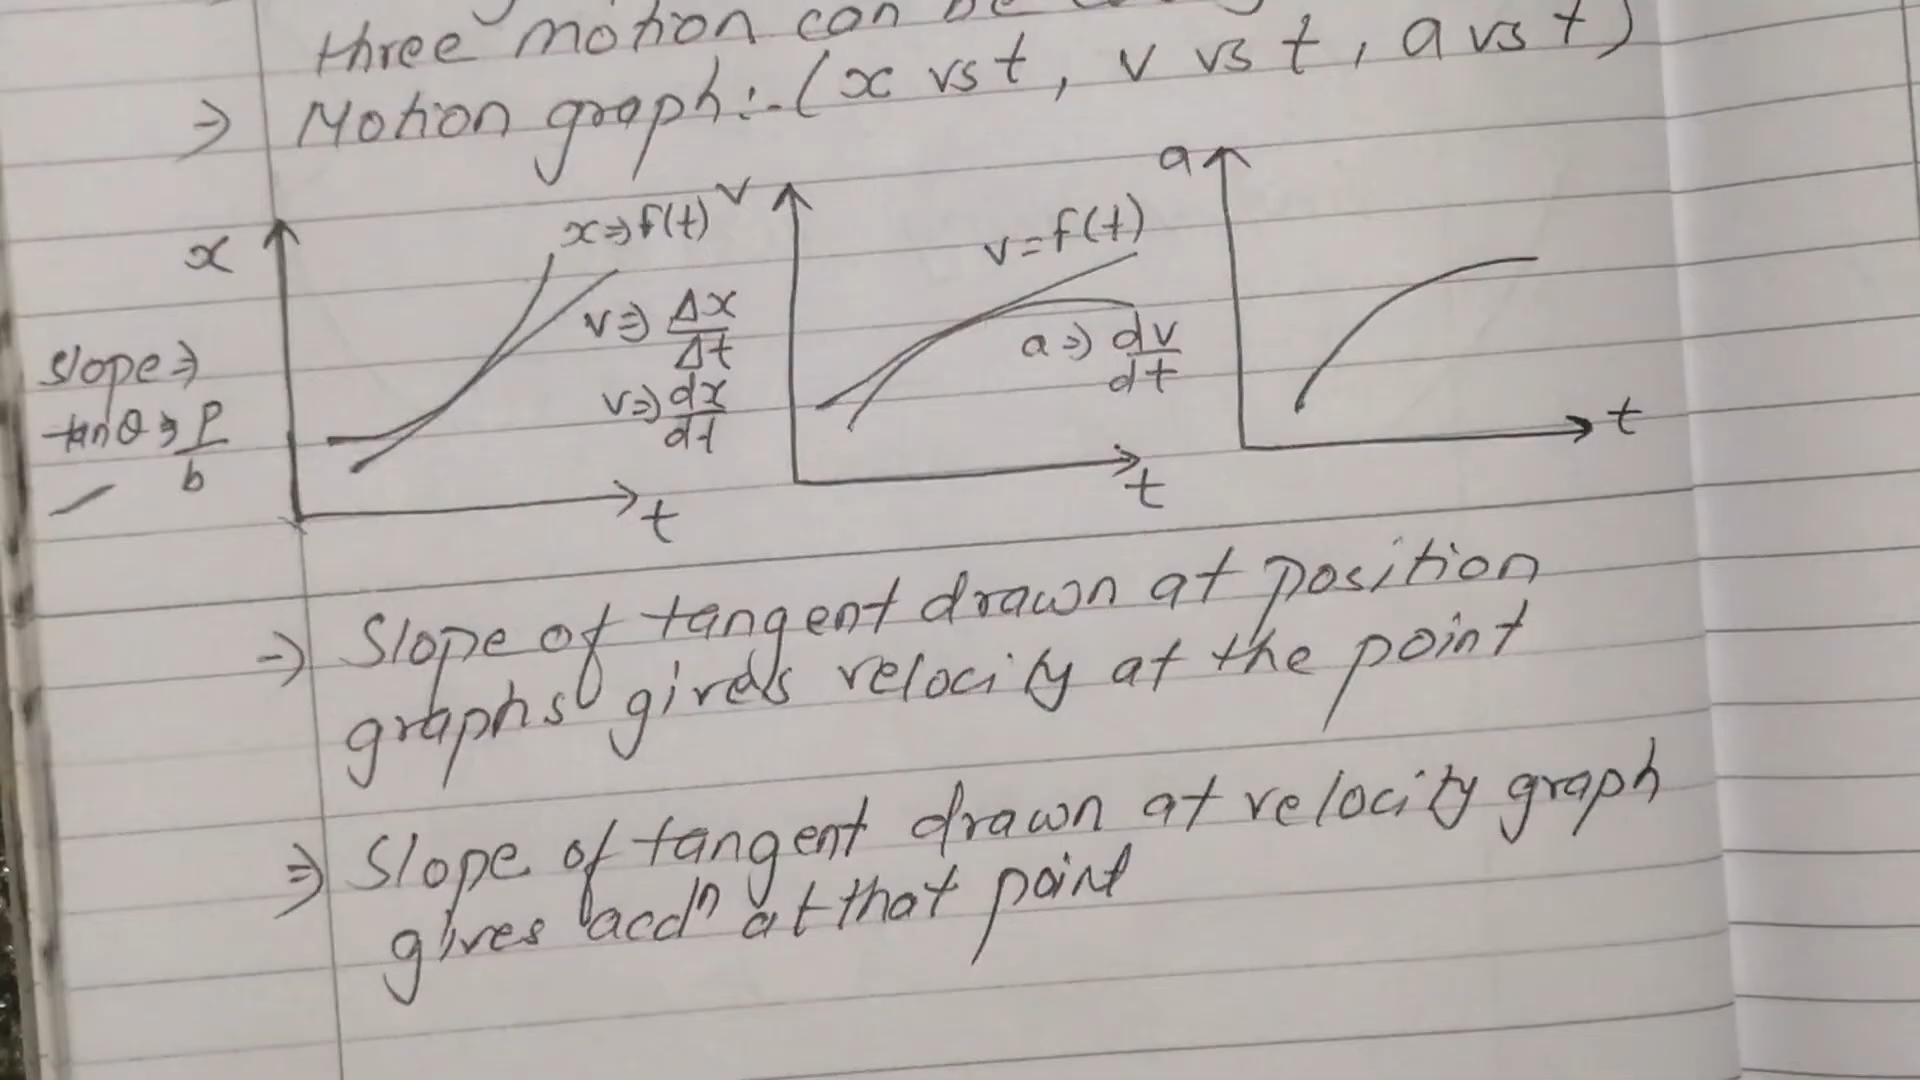 three motion can be
⇒ Motion graph:-(x vs t, v vs t, a vs t)
x
x⇒f(t)
v⇒ Δx/Δt
v⇒ dx/dt
t
slope⇒
tanθ⇒ P/b
v
v=f(t)
a⇒ dv/dt
t
a
t
⇒ Slope of tangent drawn at position
graphs gives velocity at the point
⇒ Slope of tangent drawn at velocity graph
gives accⁿ at that point